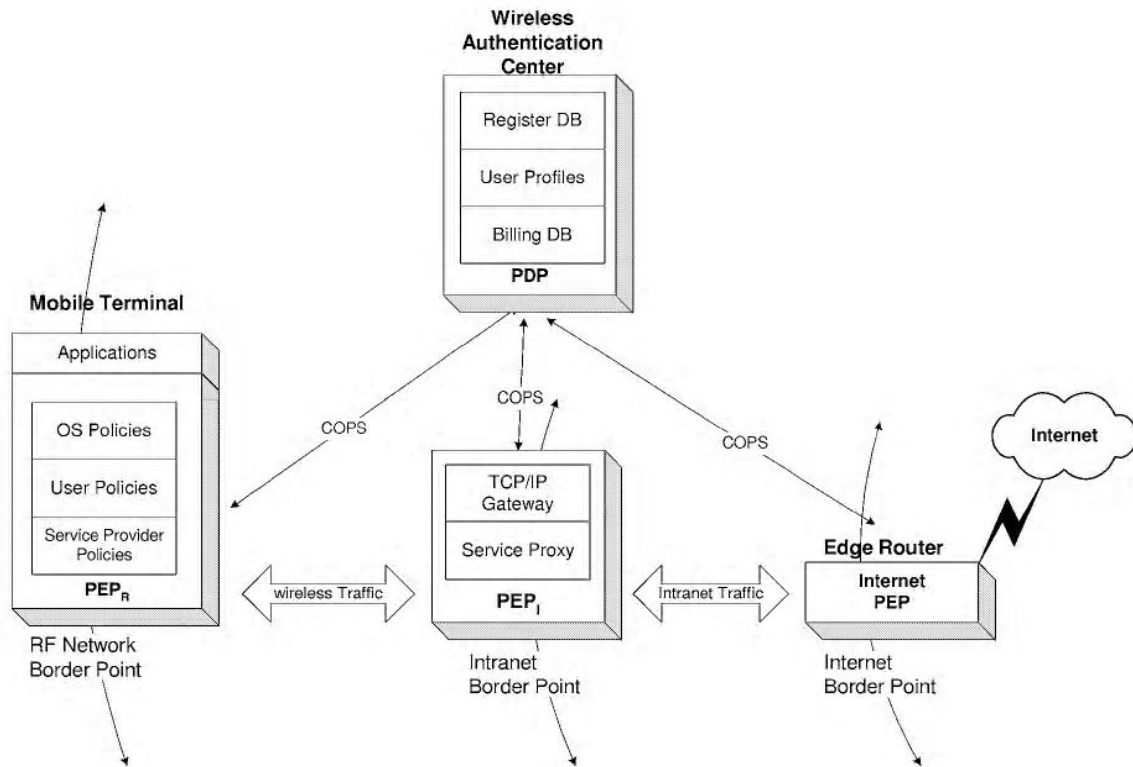 Wireless
Authentication
Center
Register DB
User Profiles
Billing DB
PDP
Mobile Terminal
Applications
OS Policies
User Policies
Service Provider
Policies
PEPR
RF Network
Border Point
COPS
COPS
COPS
TCP/IP
Gateway
Service Proxy
PEPI
Intranet
Border Point
wireless Traffic
Intranet Traffic
Edge Router
Internet
PEP
Internet
Border Point
Internet